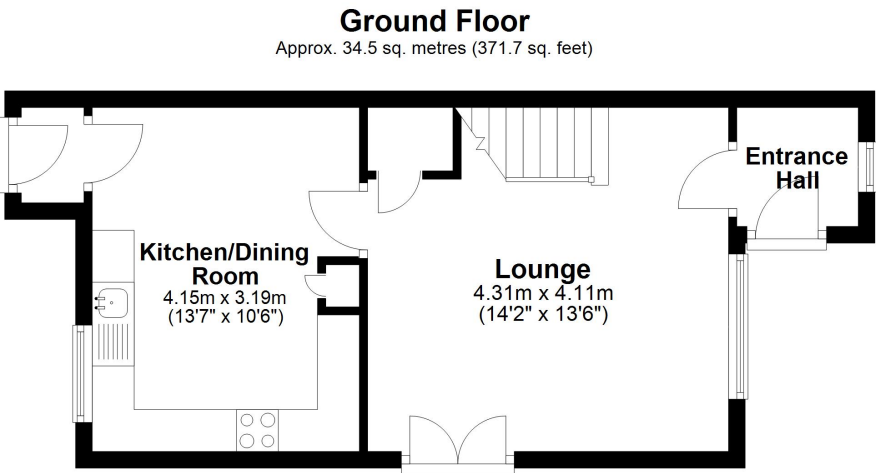 Ground Floor
Approx. 34.5 sq. metres (371.7 sq. feet)
Entrance
Hall
Kitchen/Dining
Room
4.15m x 3.19m
(13'7" x 10'6")
Lounge
4.31m x 4.11m
(14'2" x 13'6")